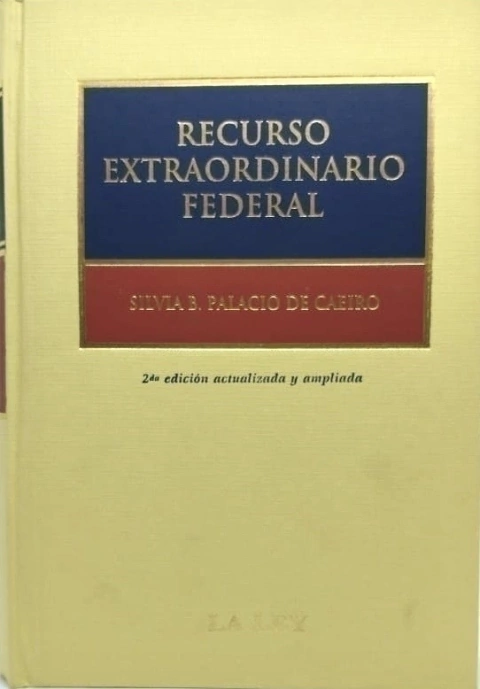 RECURSO
EXTRAORDINARIO
FEDERAL
SILVIA B. PALACIO DE CAEIRO
2da edición actualizada y ampliada
LA LEY